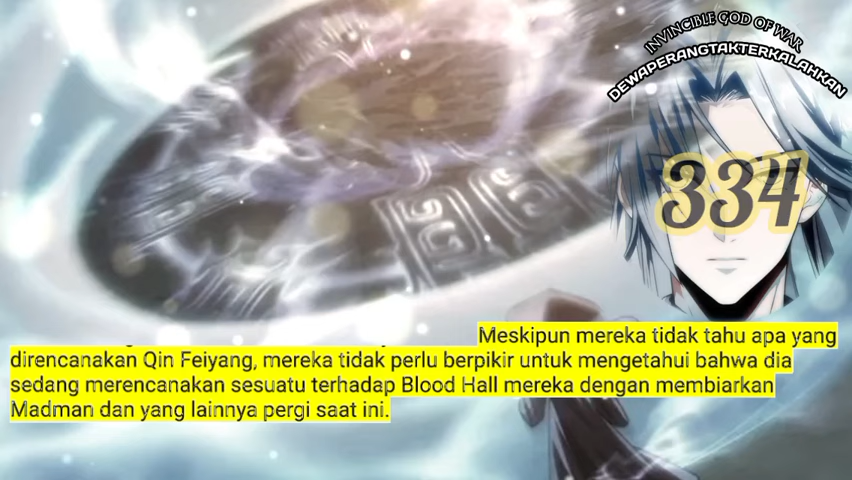 INVINCIBLE GOD OF WAR
DEWAPERANGTAKTERKALAHKAN
334
Meskipun mereka tidak tahu apa yang
direncanakan Qin Feiyang, mereka tidak perlu berpikir untuk mengetahui bahwa dia
sedang merencanakan sesuatu terhadap Blood Hall mereka dengan membiarkan
Madman dan yang lainnya pergi saat ini.